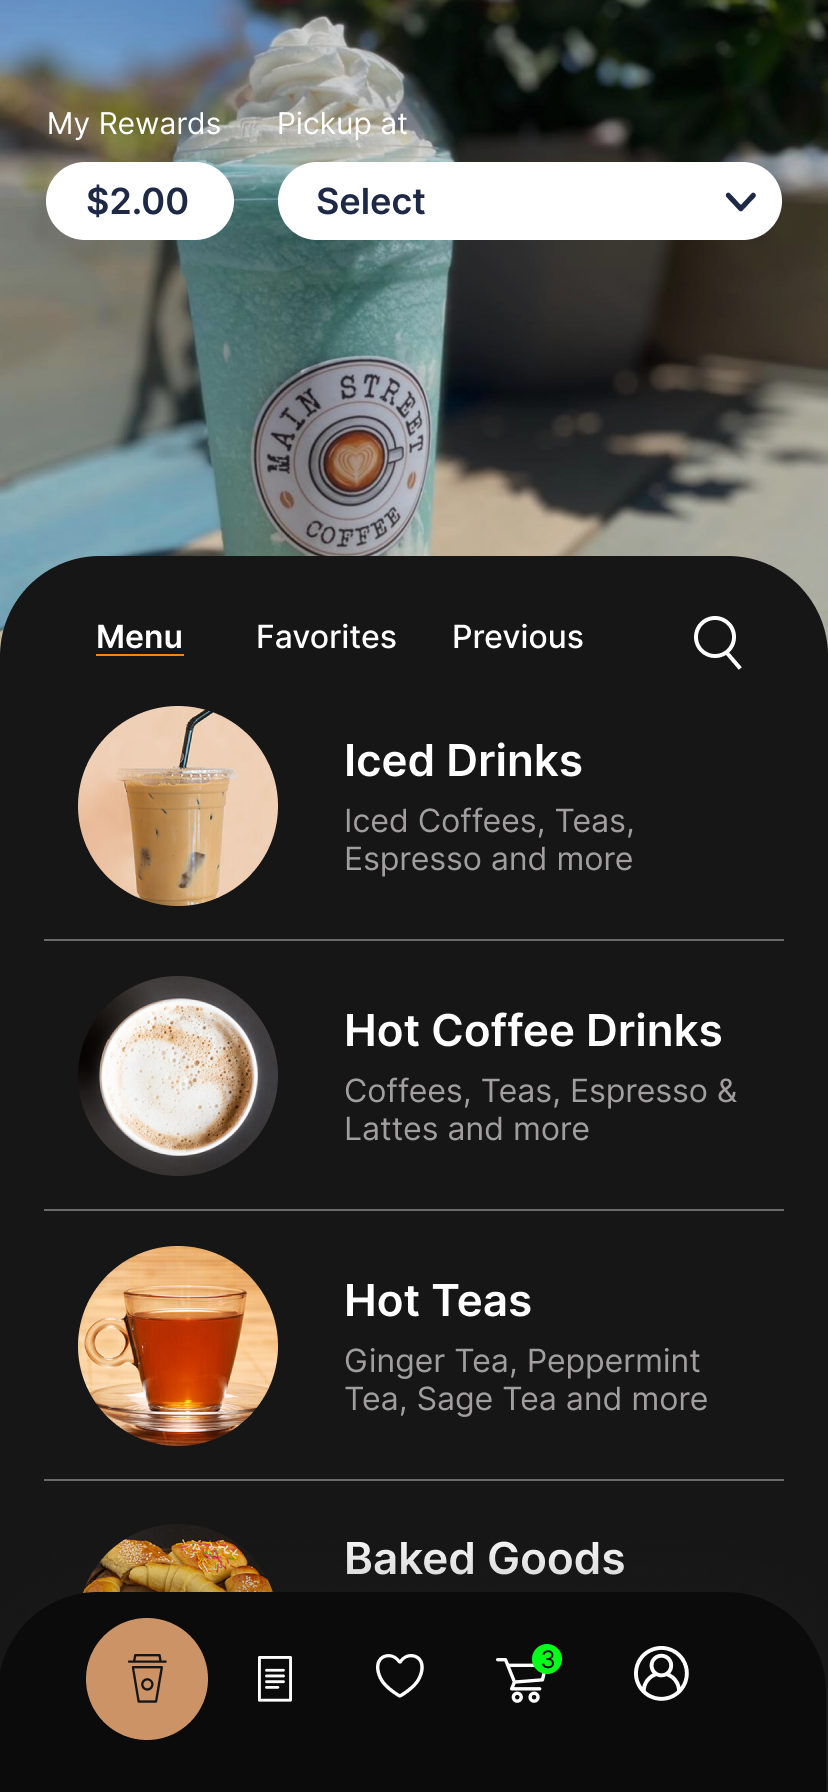 My Rewards
Pickup at
$2.00
Select
MAIN STREET
COFFEE
Menu
Favorites
Previous
Iced Drinks
Iced Coffees, Teas,
Espresso and more
Hot Coffee Drinks
Coffees, Teas, Espresso &
Lattes and more
Hot Teas
Ginger Tea, Peppermint
Tea, Sage Tea and more
Baked Goods
3